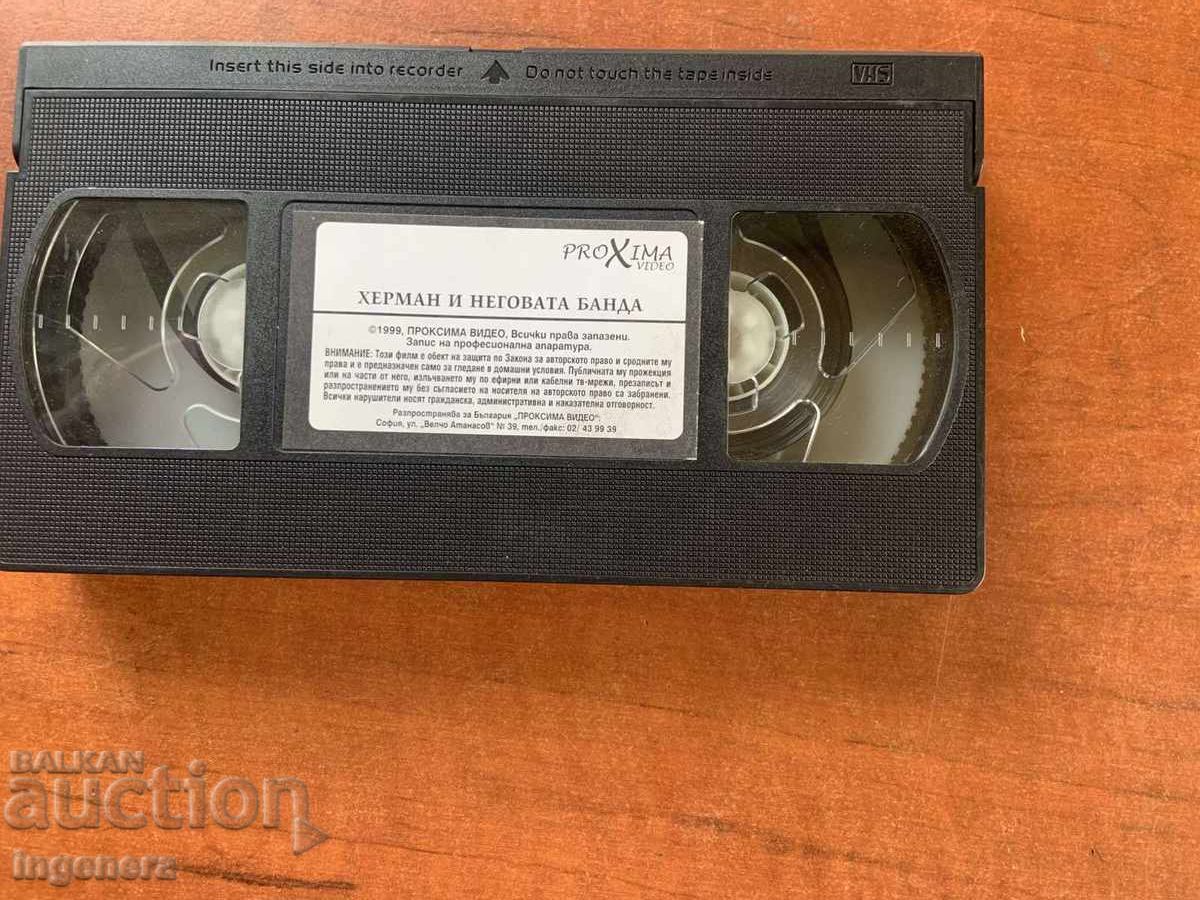 Insert this side into recorder Do not touch the tape inside VHS
PROXIMA
VIDEO
ХЕРМАН И НЕГОВАТА БАНДА
©1999, ПРОКСИМА ВИДЕО, Всички права запазени.
Запис на професионална апаратура.
ВНИМАНИЕ: Този филм е обект на защита по Закона за авторското право и сродните му
права и е предназначен само за гледане в домашни условия. Публичната му прожекция
или на части от него, излъчването му по ефирни или кабелни тв-мрежи, презаписът и
разпространението му без съгласието на носителя на авторското право са забранени.
Всички нарушители носят гражданска, административна и наказателна отговорност.
Разпространява за България „ПРОКСИМА ВИДЕО":
София, ул. „Велчо Атанасов" № 39, тел./факс: 02/ 43 99 39
BALKAN
auction
ingenera